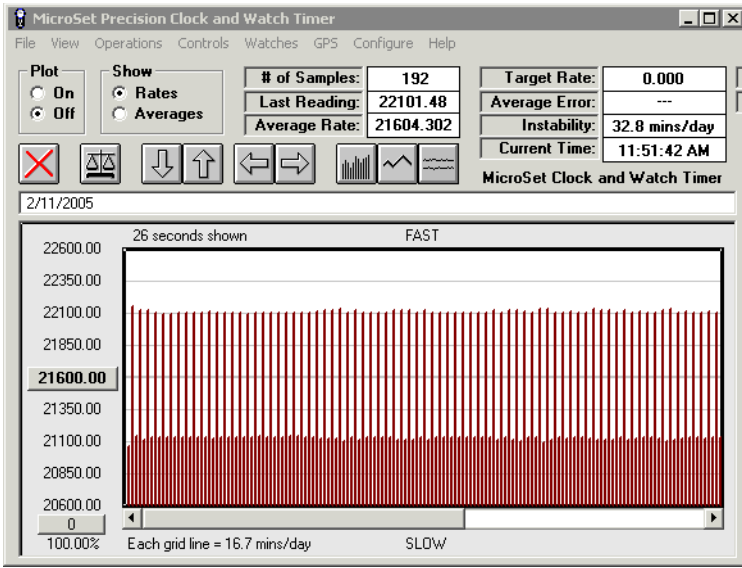 MicroSet Precision Clock and Watch Timer
File View Operations Controls Watches GPS Configure Help
Plot
On
Off
Show
Rates
Averages
# of Samples: 192
Last Reading: 22101.48
Average Rate: 21604.302
Target Rate: 0.000
Average Error: ---
Instability: 32.8 mins/day
Current Time: 11:51:42 AM
MicroSet Clock and Watch Timer
2/11/2005
26 seconds shown FAST
22600.00
22350.00
22100.00
21850.00
21600.00
21350.00
21100.00
20850.00
20600.00
0
100.00% Each grid line = 16.7 mins/day SLOW